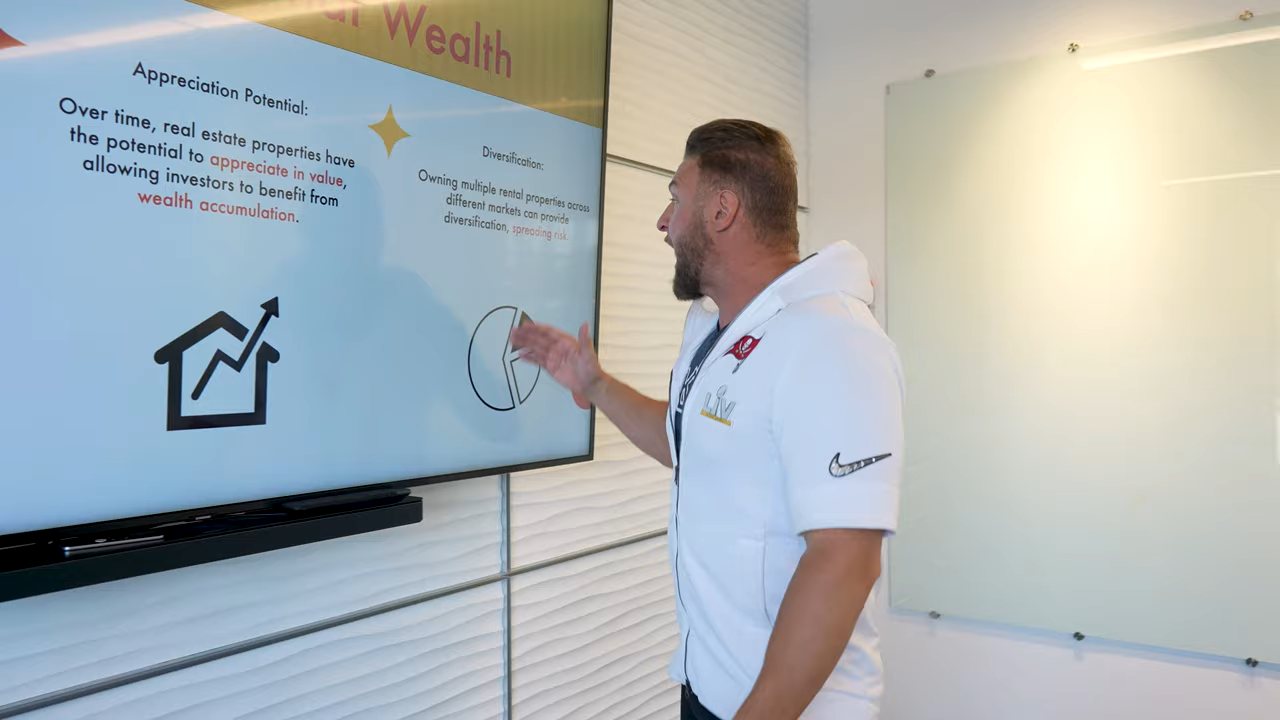 Wealth
Appreciation Potential:
Over time, real estate properties have
the potential to appreciate in value,
allowing investors to benefit from
wealth accumulation.
Diversification:
Owning multiple rental properties across
different markets can provide
diversification, spreading risk.
LIV